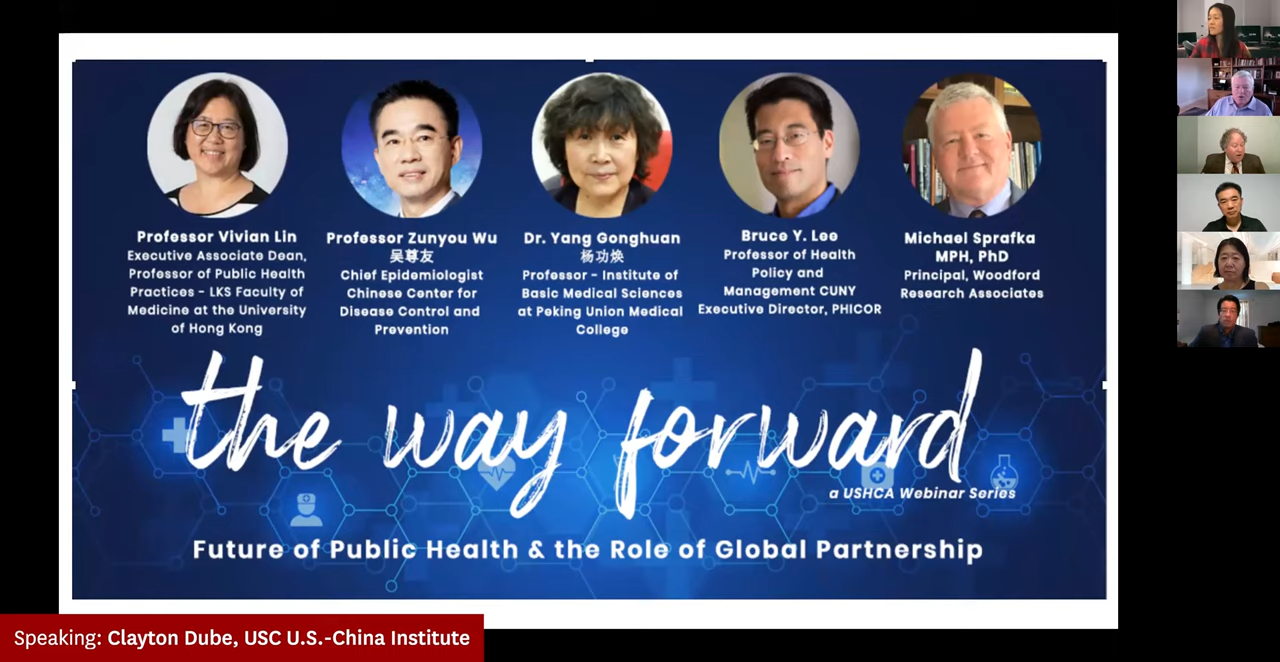 Professor Vivian Lin
Executive Associate Dean,
Professor of Public Health
Practices - LKS Faculty of
Medicine at the University
of Hong Kong
Professor Zunyou Wu
吴尊友
Chief Epidemiologist
Chinese Center for
Disease Control and
Prevention
Dr. Yang Gonghuan
杨功焕
Professor - Institute of
Basic Medical Sciences
at Peking Union Medical
College
Bruce Y. Lee
Professor of Health
Policy and
Management CUNY
Executive Director, PHICOR
Michael Sprafka
MPH, PhD
Principal, Woodford
Research Associates
the way forward
a USHCA Webinar Series
Future of Public Health & the Role of Global Partnership
Speaking: Clayton Dube, USC U.S.-China Institute